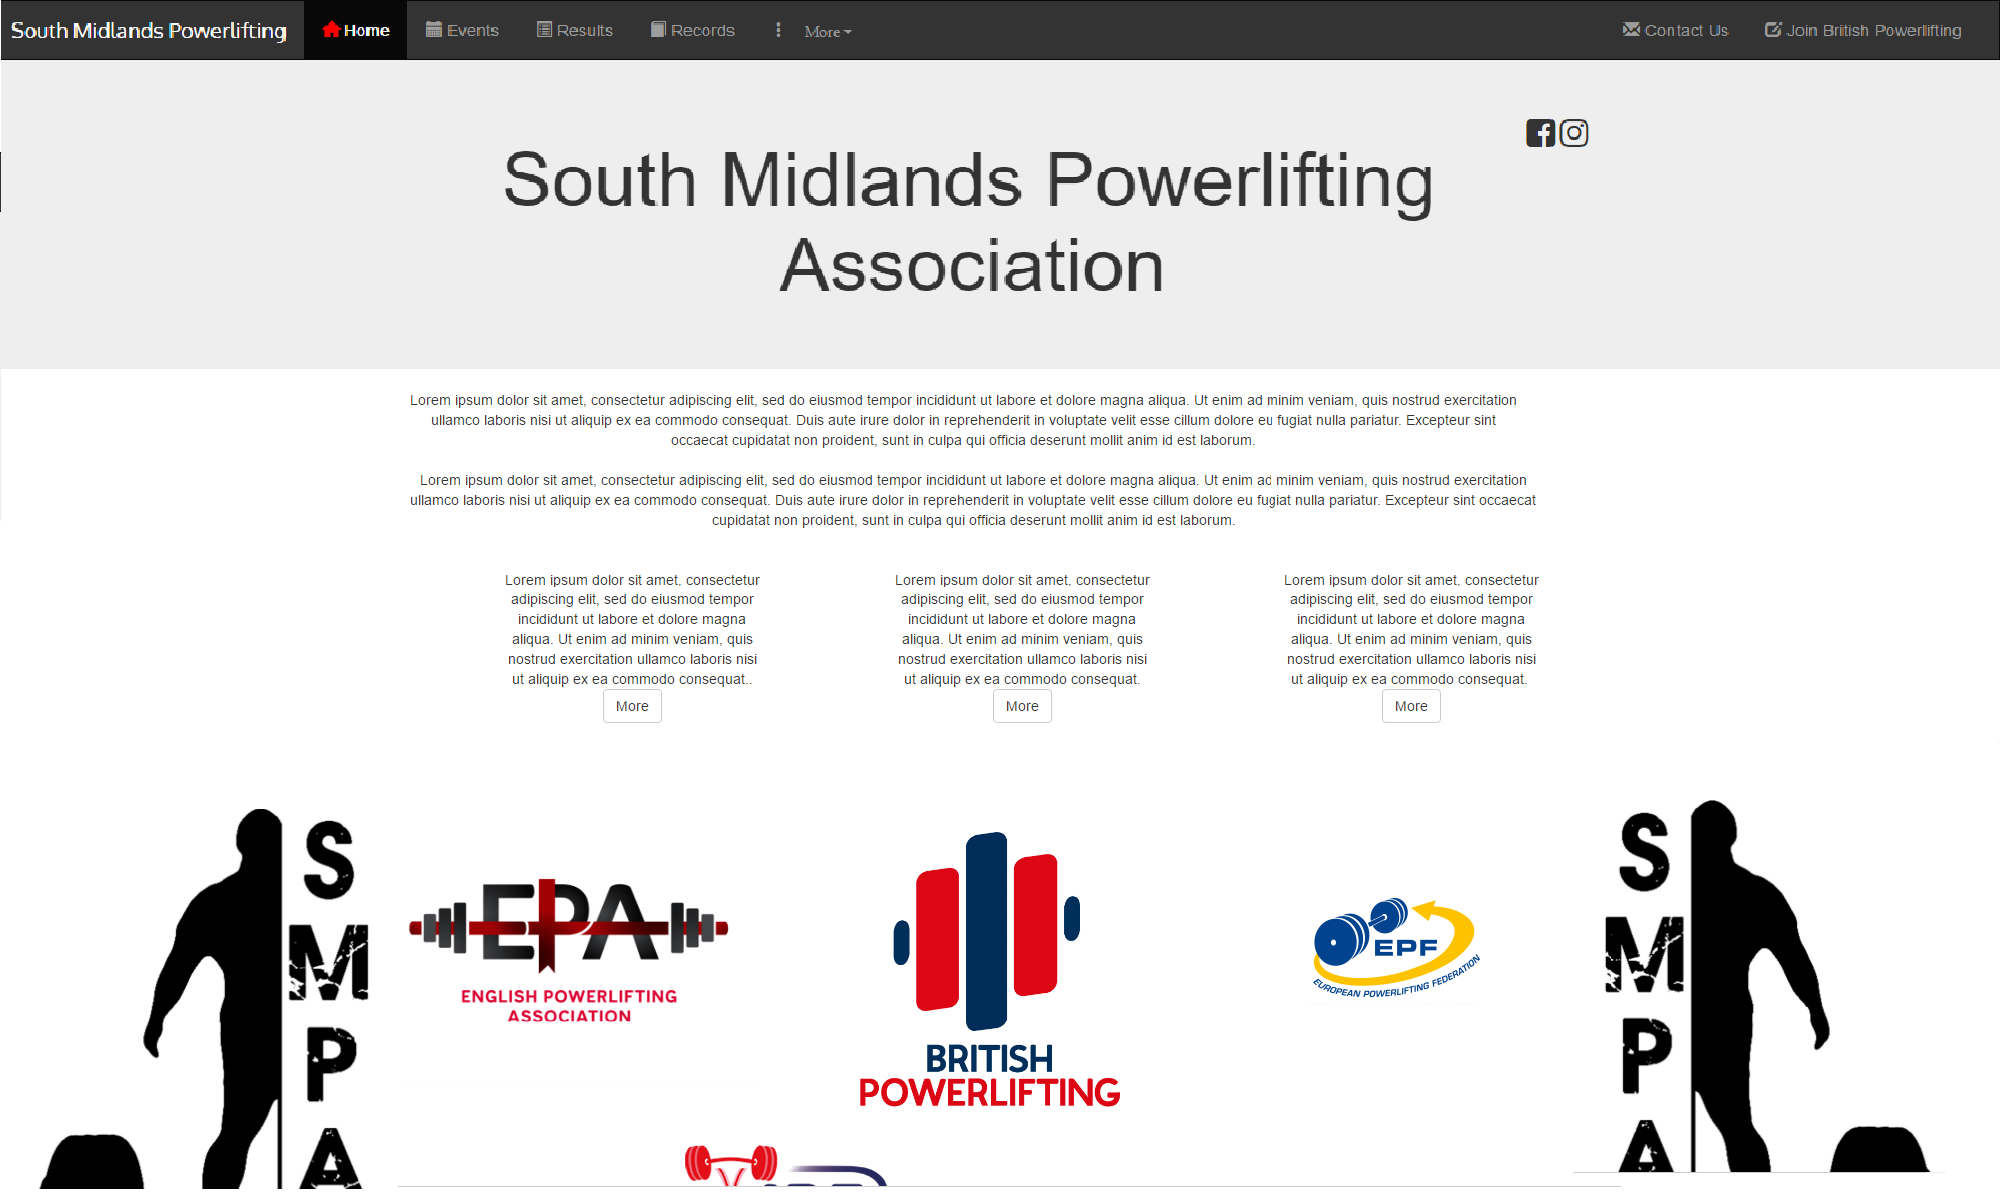 South Midlands Powerlifting Home Events Results Records More Contact Us Join British Powerlifting
South Midlands Powerlifting
Association
Lorem ipsum dolor sit amet, consectetur adipiscing elit, sed do eiusmod tempor incididunt ut labore et dolore magna aliqua. Ut enim ad minim veniam, quis nostrud exercitation
ullamco laboris nisi ut aliquip ex ea commodo consequat. Duis aute irure dolor in reprehenderit in voluptate velit esse cillum dolore eu fugiat nulla pariatur. Excepteur sint
occaecat cupidatat non proident, sunt in culpa qui officia deserunt mollit anim id est laborum.
Lorem ipsum dolor sit amet, consectetur adipiscing elit, sed do eiusmod tempor incididunt ut labore et dolore magna aliqua. Ut enim ad minim veniam, quis nostrud exercitation
ullamco laboris nisi ut aliquip ex ea commodo consequat. Duis aute irure dolor in reprehenderit in voluptate velit esse cillum dolore eu fugiat nulla pariatur. Excepteur sint occaecat
cupidatat non proident, sunt in culpa qui officia deserunt mollit anim id est laborum.
Lorem ipsum dolor sit amet, consectetur
adipiscing elit, sed do eiusmod tempor
incididunt ut labore et dolore magna
aliqua. Ut enim ad minim veniam, quis
nostrud exercitation ullamco laboris nisi
ut aliquip ex ea commodo consequat..
More
Lorem ipsum dolor sit amet, consectetur
adipiscing elit, sed do eiusmod tempor
incididunt ut labore et dolore magna
aliqua. Ut enim ad minim veniam, quis
nostrud exercitation ullamco laboris nisi
ut aliquip ex ea commodo consequat.
More
Lorem ipsum dolor sit amet, consectetur
adipiscing elit, sed do eiusmod tempor
incididunt ut labore et dolore magna
aliqua. Ut enim ad minim veniam, quis
nostrud exercitation ullamco laboris nisi
ut aliquip ex ea commodo consequat.
More
SMPA
EPA
ENGLISH POWERLIFTING
ASSOCIATION
BRITISH
POWERLIFTING
EPF
EUROPEAN POWERLIFTING FEDERATION
SMPA